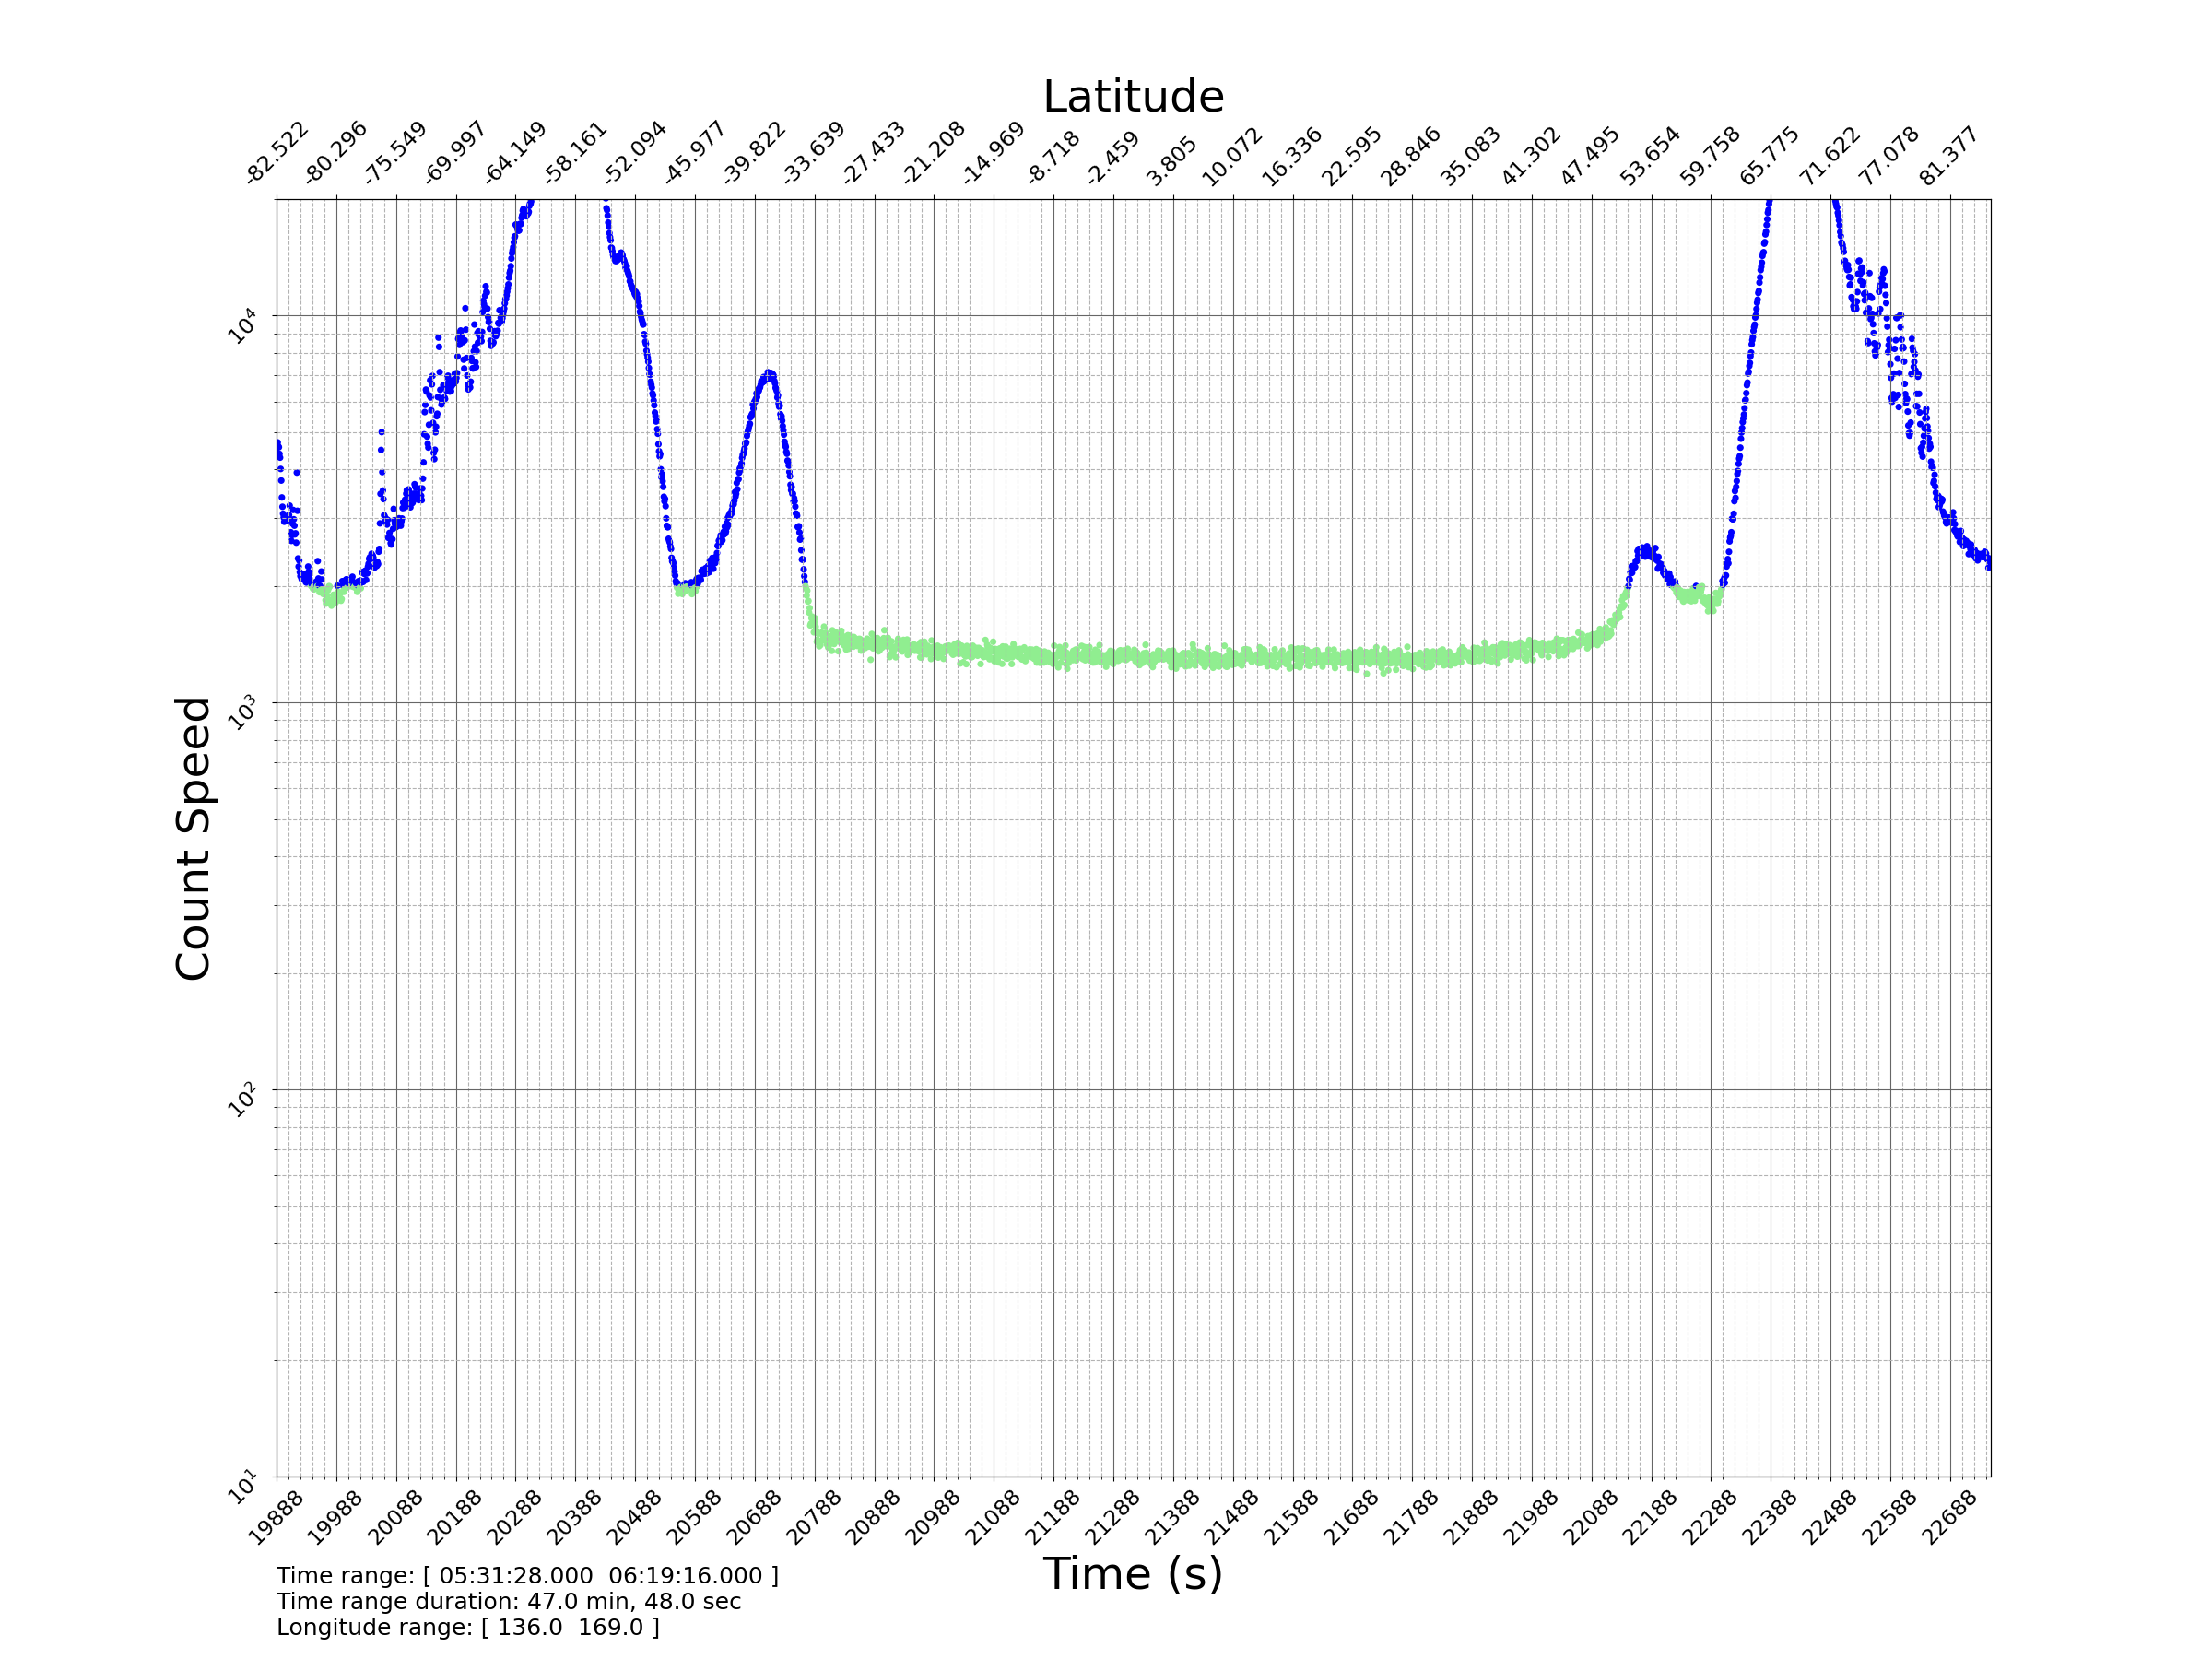 Latitude
-82.522 -80.296 -75.549 -69.997 -64.149 -58.161 -52.094 -45.977 -39.822 -33.639 -27.433 -21.208 -14.969 -8.718 -2.459 3.805 10.072 16.336 22.595 28.846 35.083 41.302 47.495 53.654 59.758 65.775 71.622 77.078 81.377
10⁴
10³
Count Speed
10²
10¹
19888 19988 20088 20188 20288 20388 20488 20588 20688 20788 20888 20988 21088 21188 21288 21388 21488 21588 21688 21788 21888 21988 22088 22188 22288 22388 22488 22588 22688
Time (s)
Time range: [ 05:31:28.000  06:19:16.000 ]
Time range duration: 47.0 min, 48.0 sec
Longitude range: [ 136.0  169.0 ]